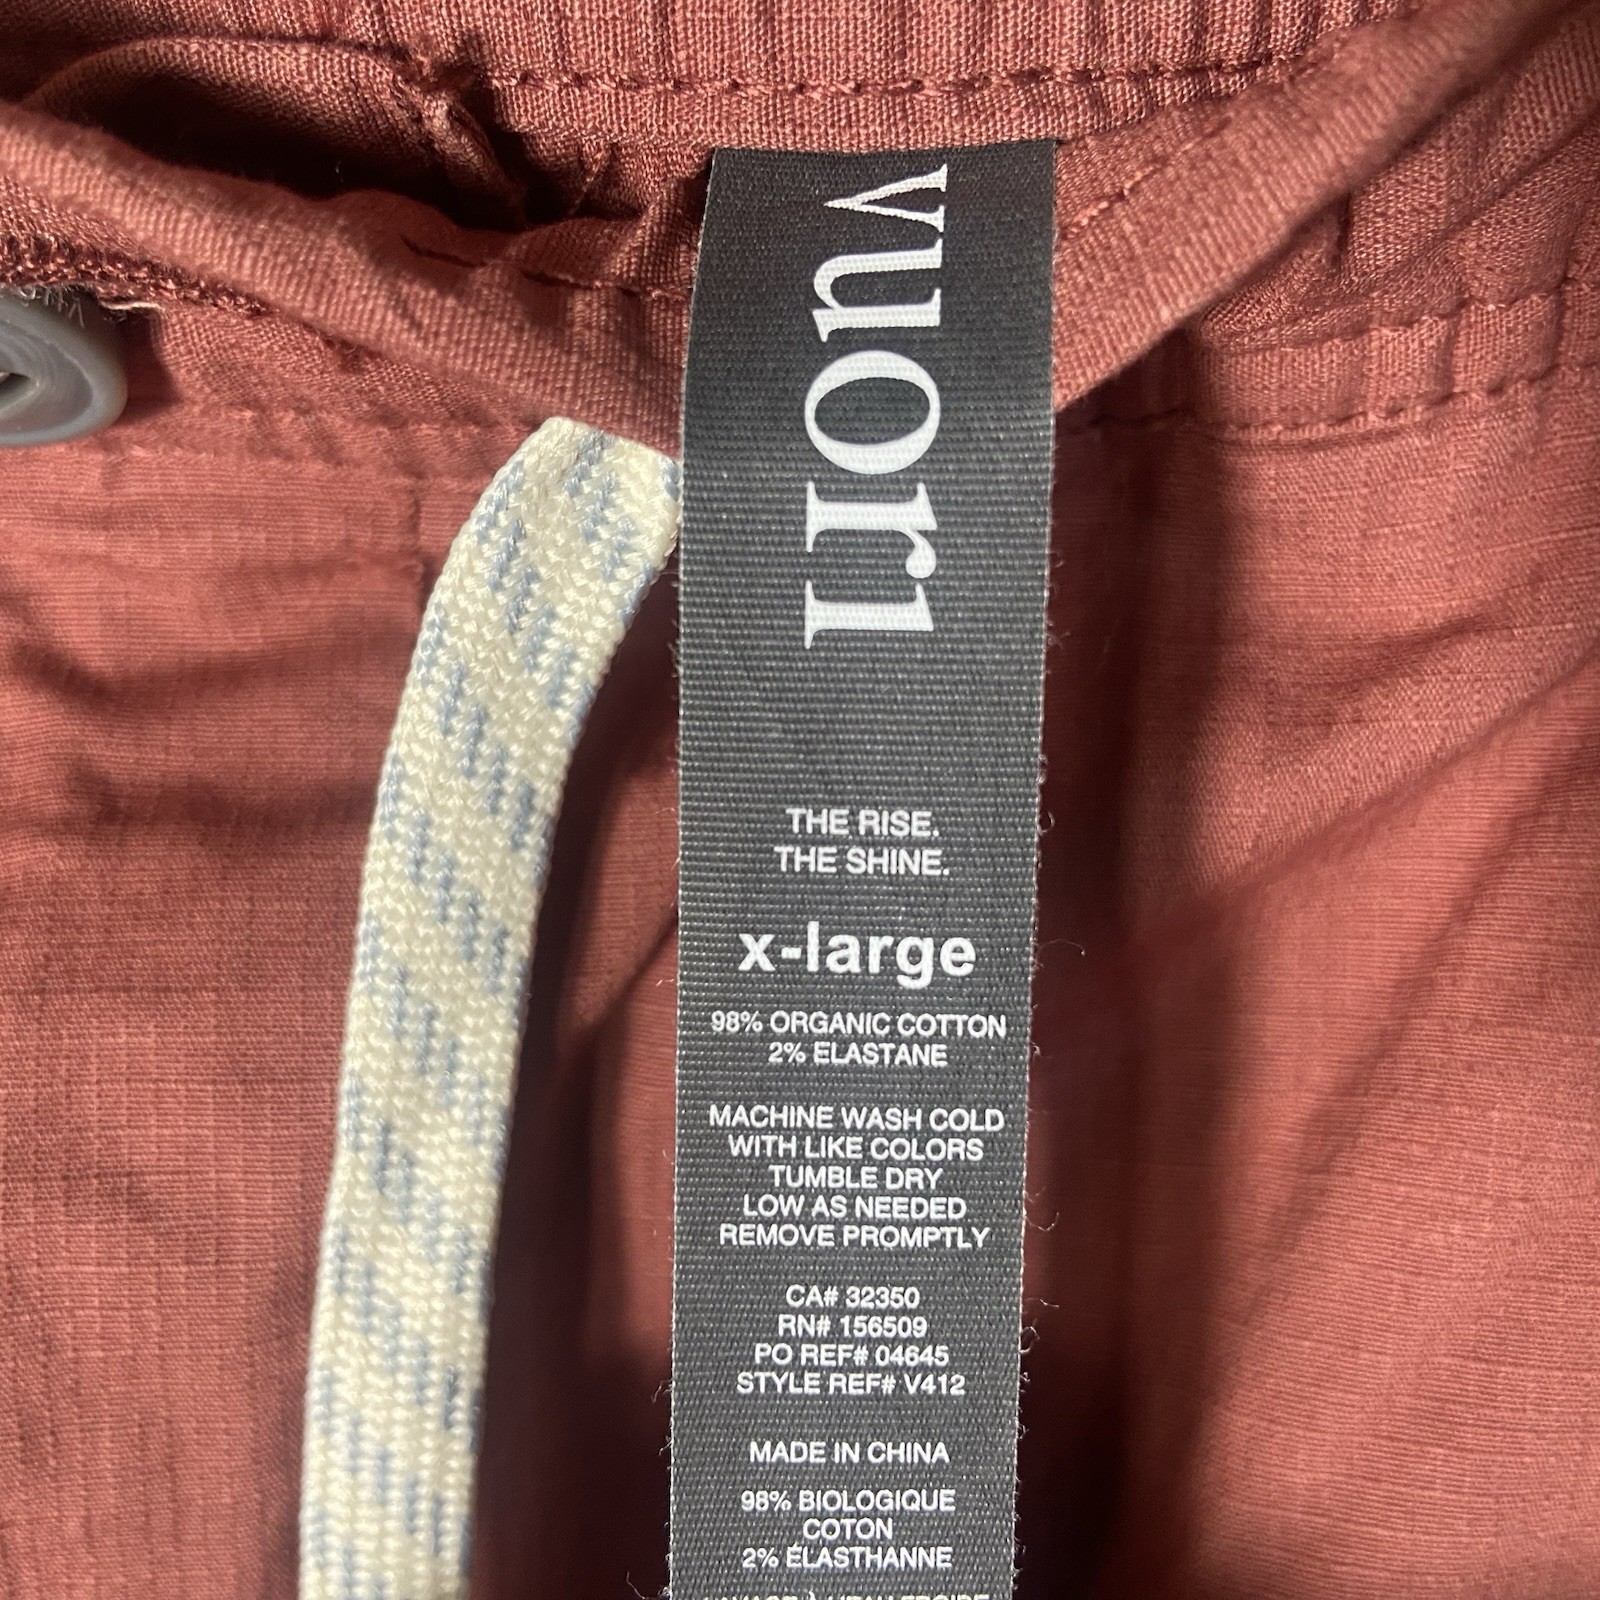 vuori
THE RISE.
THE SHINE.
x-large
98% ORGANIC COTTON
2% ELASTANE
MACHINE WASH COLD
WITH LIKE COLORS
TUMBLE DRY
LOW AS NEEDED
REMOVE PROMPTLY
CA# 32350
RN# 156509
PO REF# 04645
STYLE REF# V412
MADE IN CHINA
98% BIOLOGIQUE
COTON
2% ÉLASTHANNE